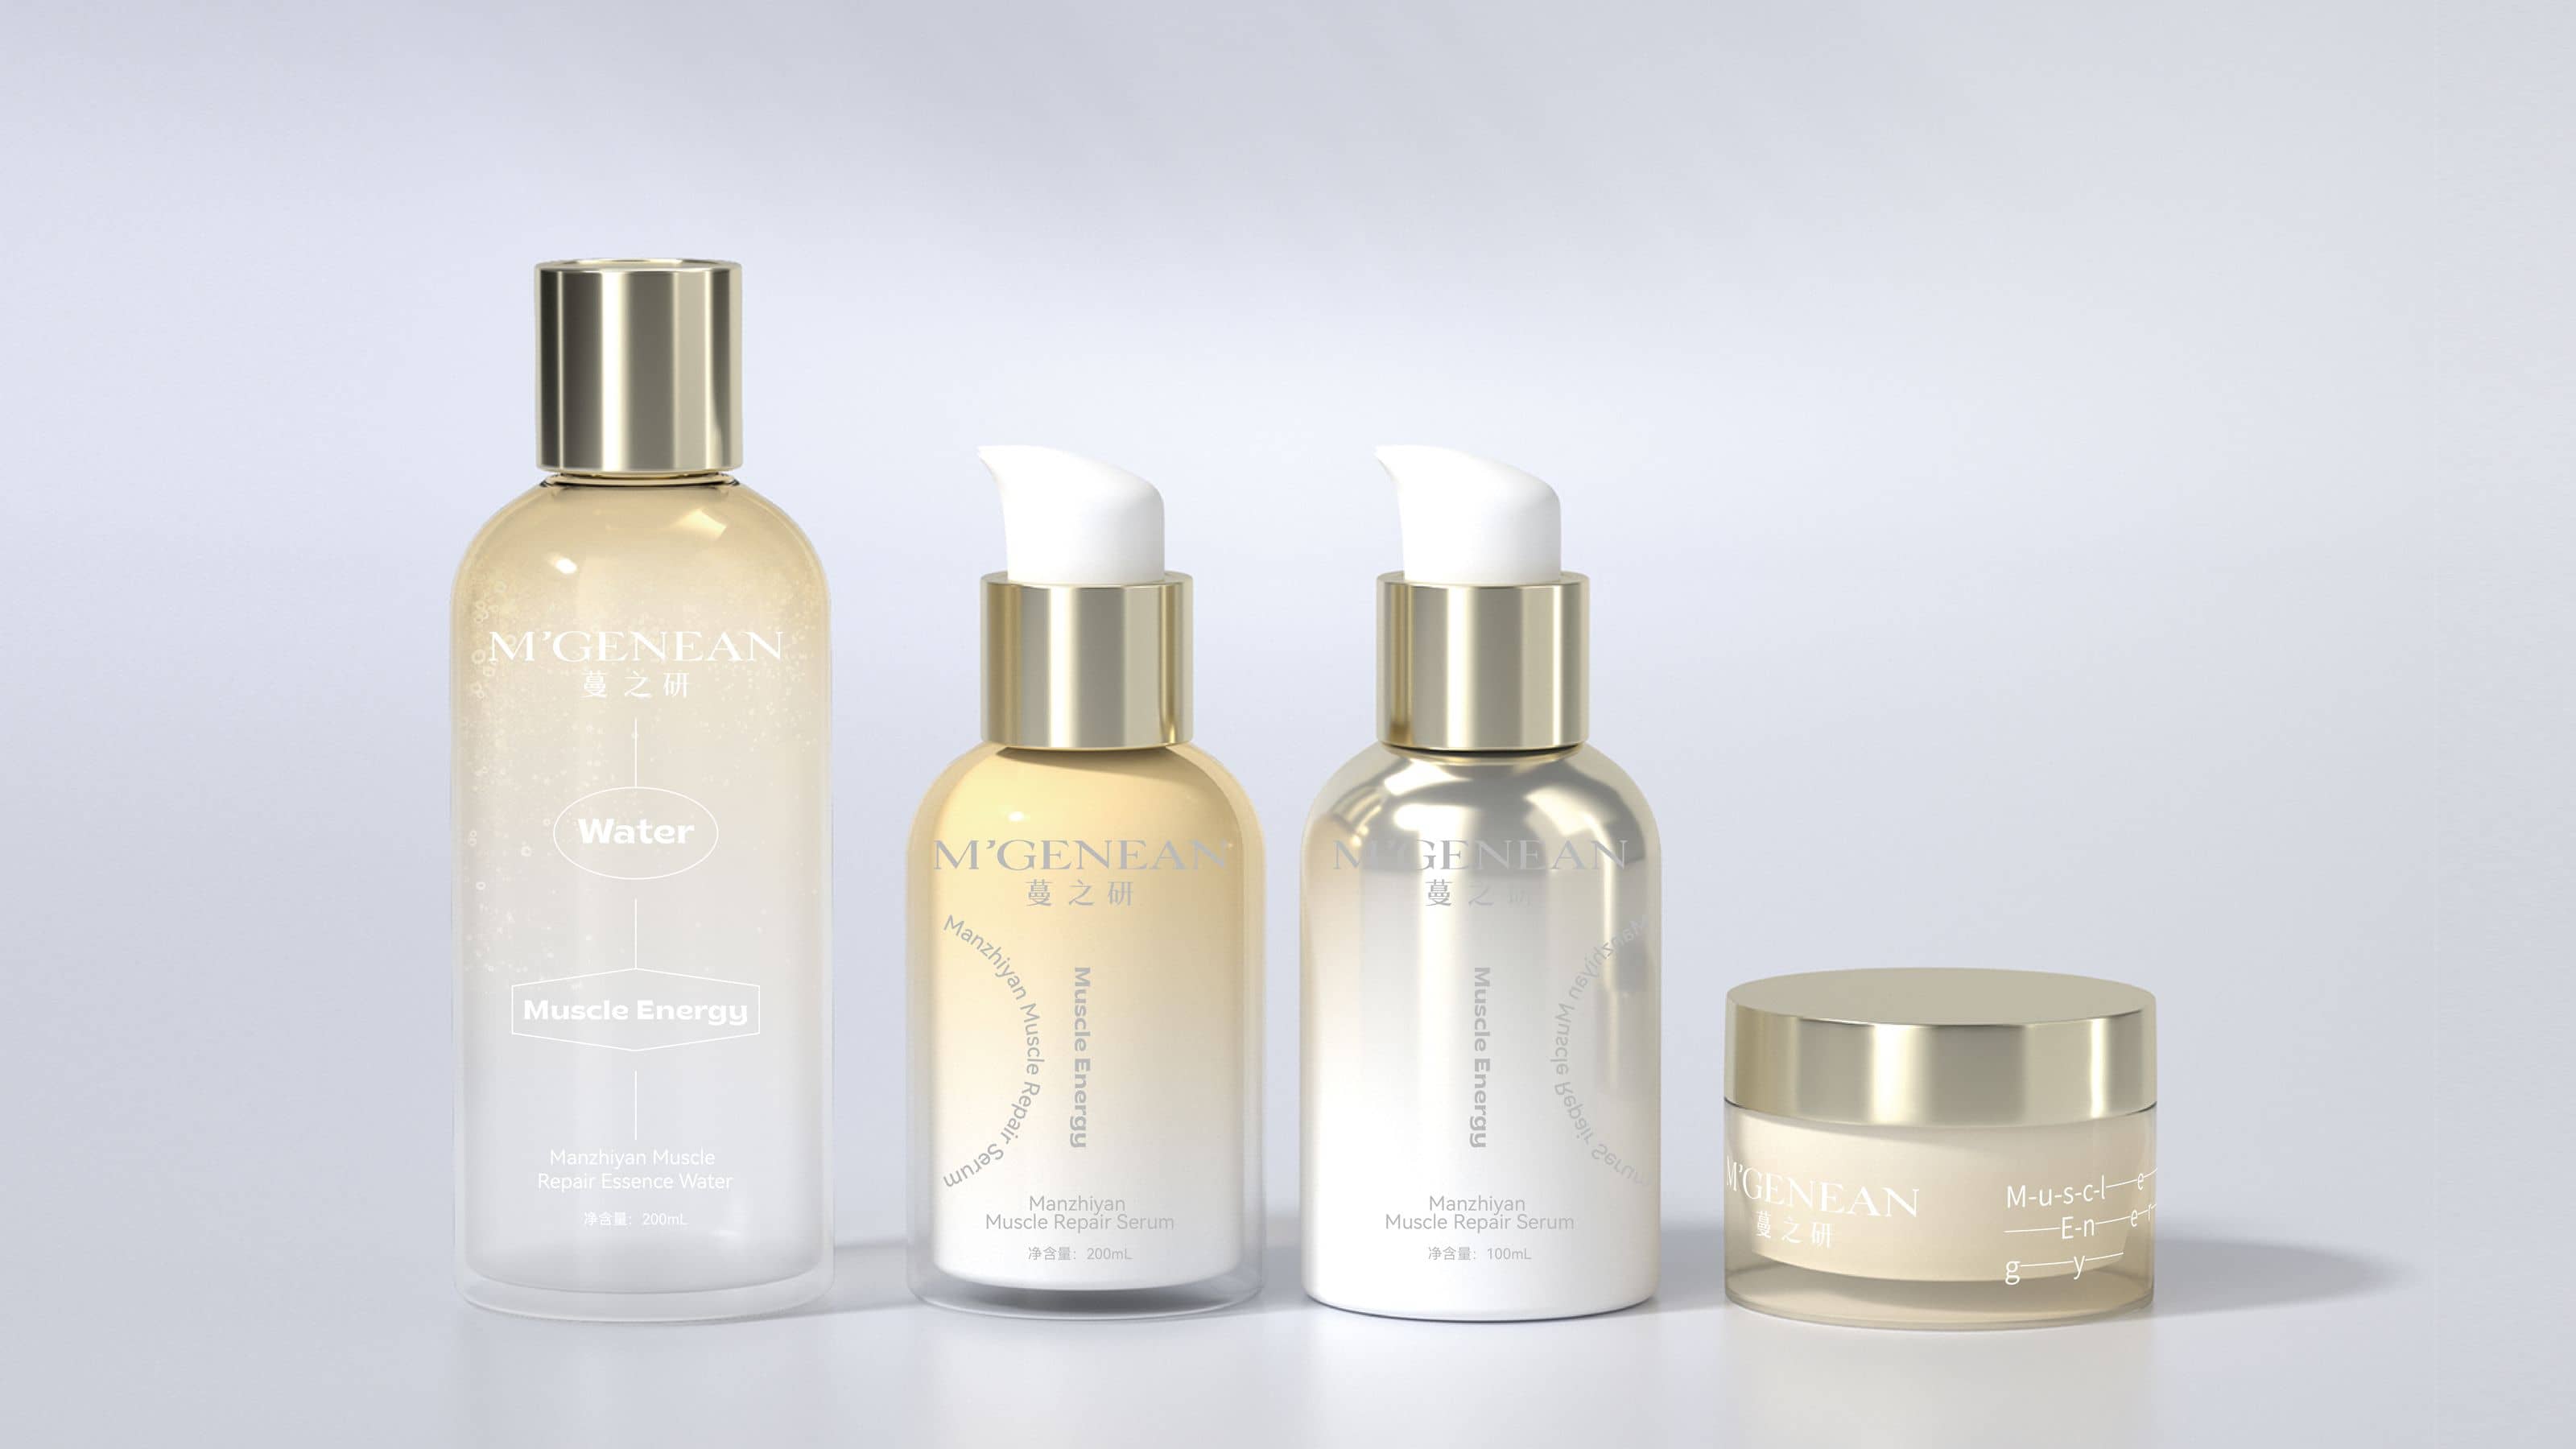 M’GENEAN
蔓之研
Water
Muscle Energy
Manzhiyan Muscle
Repair Essence Water
净含量：200mL
M’GENEAN
蔓之研
Manzhiyan Muscle Repair Serum
Muscle Energy
Manzhiyan
Muscle Repair Serum
净含量：200mL
M’GENEAN
蔓之研
Muscle Energy
Manzhiyan Muscle Repair Serum
Manzhiyan
Muscle Repair Serum
净含量：100mL
M’GENEAN
蔓之研
M-u-s-c-l—e—
—E-n—e-r
g—y—